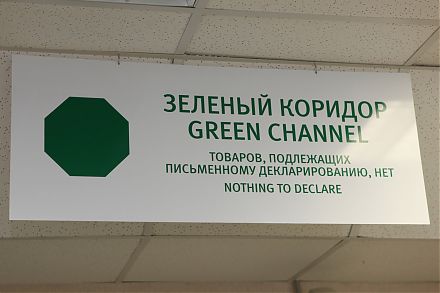 ЗЕЛЕНЫЙ КОРИДОР
GREEN CHANNEL
ТОВАРОВ, ПОДЛЕЖАЩИХ
ПИСЬМЕННОМУ ДЕКЛАРИРОВАНИЮ, НЕТ
NOTHING TO DECLARE